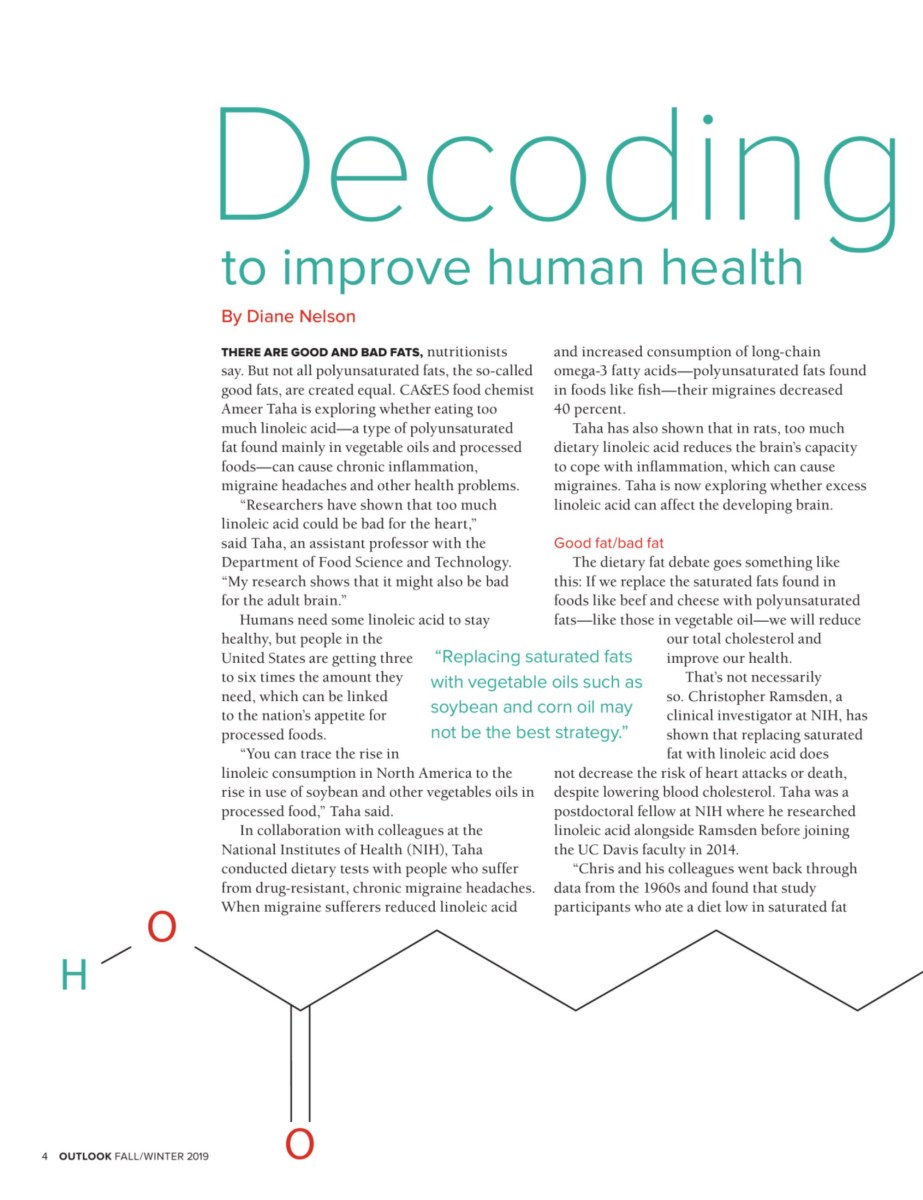 Decoding
to improve human health
By Diane Nelson
THERE ARE GOOD AND BAD FATS, nutritionists
say. But not all polyunsaturated fats, the so-called
good fats, are created equal. CA&ES food chemist
Ameer Taha is exploring whether eating too
much linoleic acid—a type of polyunsaturated
fat found mainly in vegetable oils and processed
foods—can cause chronic inflammation,
migraine headaches and other health problems.
“Researchers have shown that too much
linoleic acid could be bad for the heart,”
said Taha, an assistant professor with the
Department of Food Science and Technology.
“My research shows that it might also be bad
for the adult brain.”
Humans need some linoleic acid to stay
healthy, but people in the
United States are getting three
to six times the amount they
need, which can be linked
to the nation’s appetite for
processed foods.
“You can trace the rise in
linoleic consumption in North America to the
rise in use of soybean and other vegetables oils in
processed food,” Taha said.
In collaboration with colleagues at the
National Institutes of Health (NIH), Taha
conducted dietary tests with people who suffer
from drug-resistant, chronic migraine headaches.
When migraine sufferers reduced linoleic acid
“Replacing saturated fats
with vegetable oils such as
soybean and corn oil may
not be the best strategy.”
and increased consumption of long-chain
omega-3 fatty acids—polyunsaturated fats found
in foods like fish—their migraines decreased
40 percent.
Taha has also shown that in rats, too much
dietary linoleic acid reduces the brain’s capacity
to cope with inflammation, which can cause
migraines. Taha is now exploring whether excess
linoleic acid can affect the developing brain.
Good fat/bad fat
The dietary fat debate goes something like
this: If we replace the saturated fats found in
foods like beef and cheese with polyunsaturated
fats—like those in vegetable oil—we will reduce
our total cholesterol and
improve our health.
That’s not necessarily
so. Christopher Ramsden, a
clinical investigator at NIH, has
shown that replacing saturated
fat with linoleic acid does
not decrease the risk of heart attacks or death,
despite lowering blood cholesterol. Taha was a
postdoctoral fellow at NIH where he researched
linoleic acid alongside Ramsden before joining
the UC Davis faculty in 2014.
“Chris and his colleagues went back through
data from the 1960s and found that study
participants who ate a diet low in saturated fat
O
H
O
4 OUTLOOK FALL/WINTER 2019